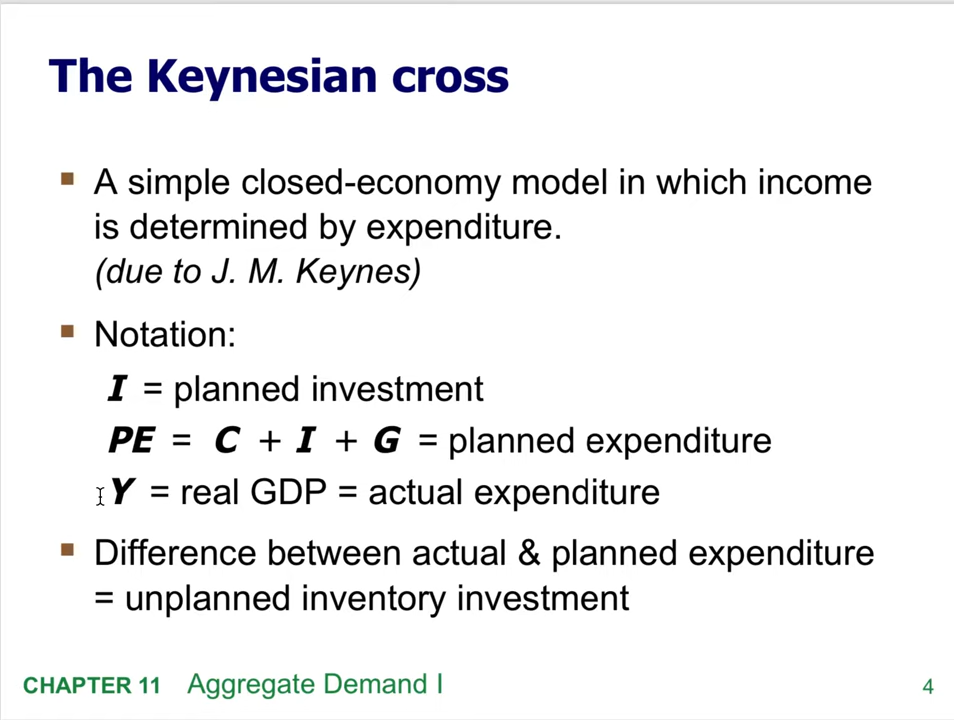 The Keynesian cross
▪ A simple closed-economy model in which income
is determined by expenditure.
(due to J. M. Keynes)
▪ Notation:
I = planned investment
PE = C + I + G = planned expenditure
Y = real GDP = actual expenditure
▪ Difference between actual & planned expenditure
= unplanned inventory investment
CHAPTER 11 Aggregate Demand I 4